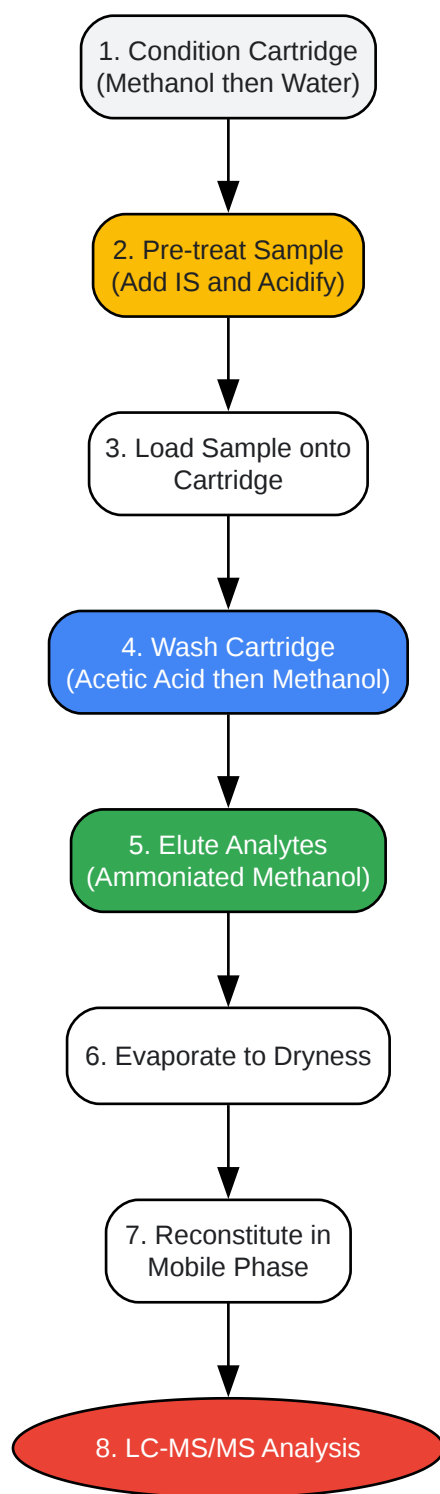 1. Condition Cartridge
(Methanol then Water)
2. Pre-treat Sample
(Add IS and Acidify)
3. Load Sample onto
Cartridge
4. Wash Cartridge
(Acetic Acid then Methanol)
5. Elute Analytes
(Ammoniated Methanol)
6. Evaporate to Dryness
7. Reconstitute in
Mobile Phase
8. LC-MS/MS Analysis